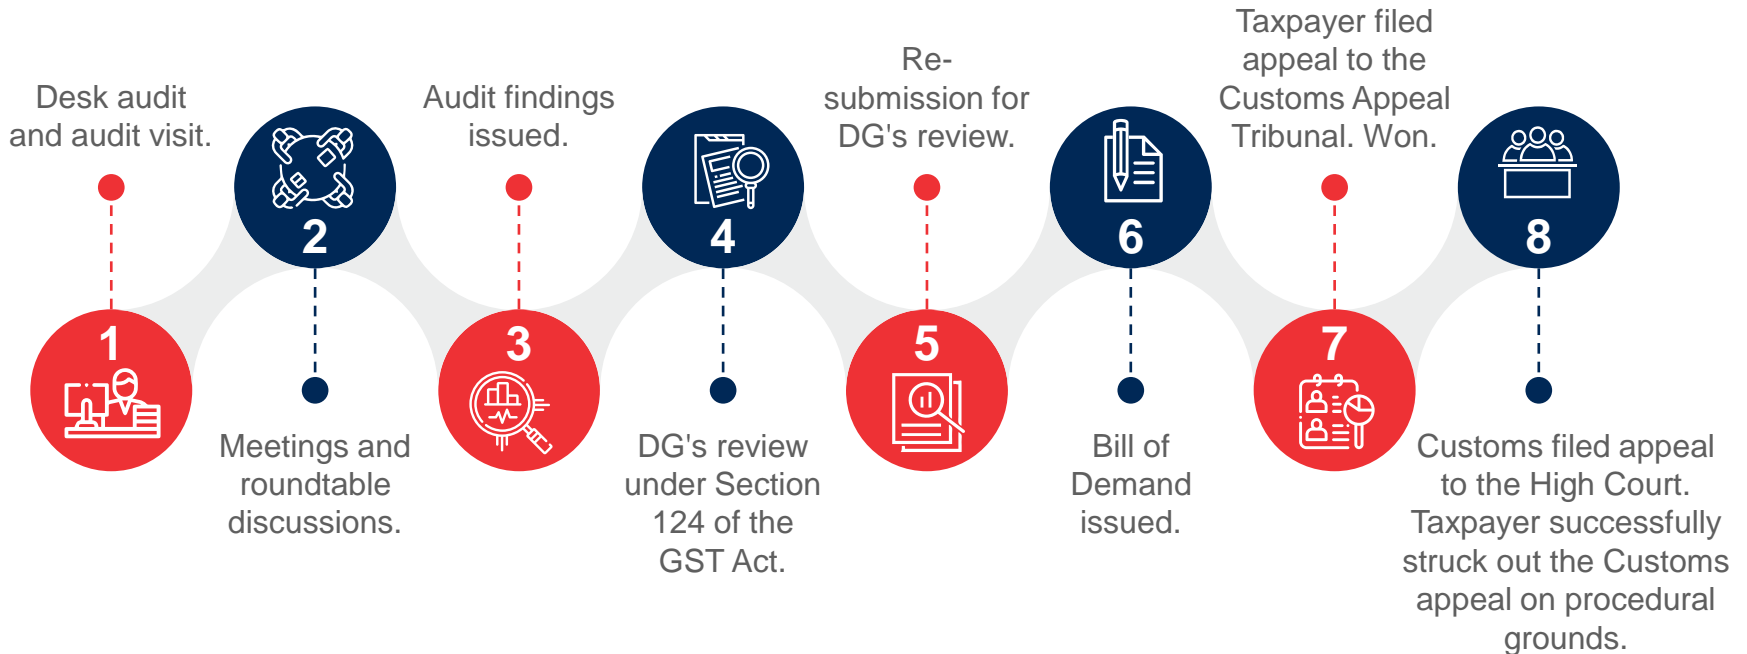 Desk audit
and audit visit.
1
2
Meetings and
roundtable
discussions.
Audit findings
issued.
3
4
DG's review
under Section
124 of the
GST Act.
Re-
submission for
DG's review.
5
6
Bill of
Demand
issued.
Taxpayer filed
appeal to the
Customs Appeal
Tribunal. Won.
7
8
Customs filed appeal
to the High Court.
Taxpayer successfully
struck out the Customs
appeal on procedural
grounds.